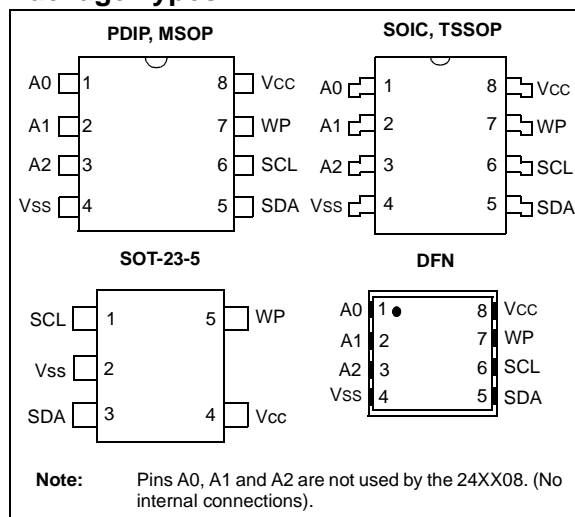 PDIP, MSOP
A0 1 8 VCC
A1 2 7 WP
A2 3 6 SCL
VSS 4 5 SDA
SOIC, TSSOP
A0 1 8 VCC
A1 2 7 WP
A2 3 6 SCL
VSS 4 5 SDA
SOT-23-5
SCL 1 5 WP
Vss 2
SDA 3 4 Vcc
DFN
A0 1 8 VCC
A1 2 7 WP
A2 3 6 SCL
VSS 4 5 SDA
Note: Pins A0, A1 and A2 are not used by the 24XX08. (No
internal connections).